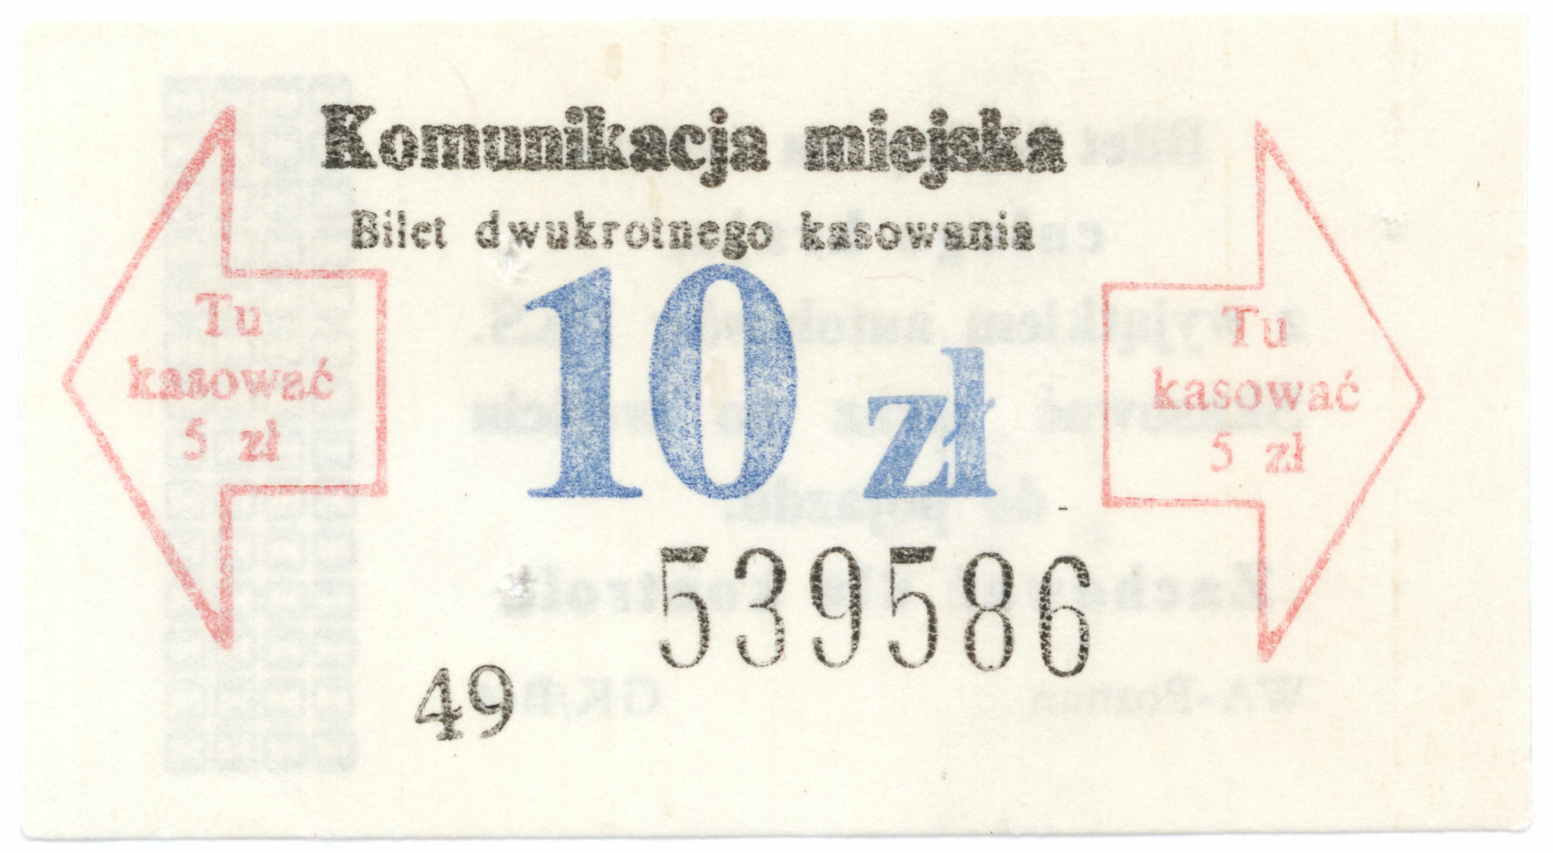 Komunikacja miejska
Bilet dwukrotnego kasowania
10 zł
Tu
kasować
5 zł
Tu
kasować
5 zł
539586
49